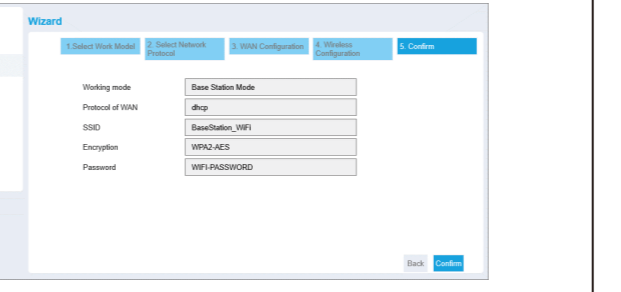 Wizard
1.Select Work Model
2. Select Network
Protocol
3. WAN Configuration
4. Wireless
Configuration
5. Confirm
Working mode Base Station Mode
Protocol of WAN dhcp
SSID BaseStation_WiFi
Encryption WPA2-AES
Password WIFI-PASSWORD
Back Confirm